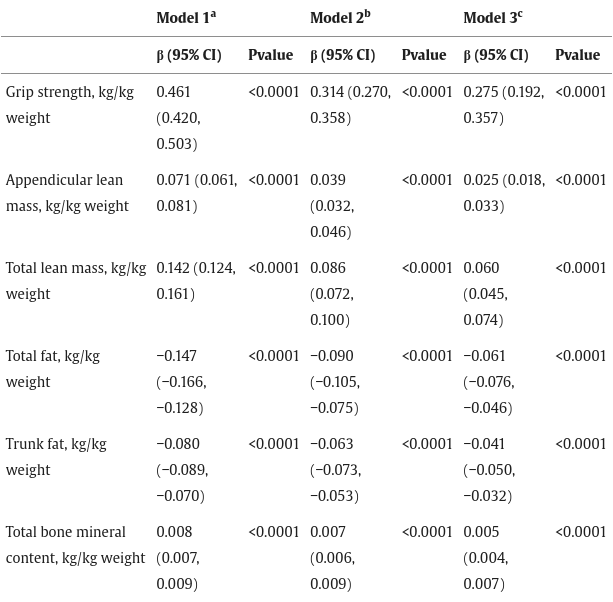 Model 1a Model 2b Model 3c
β (95% CI) Pvalue β (95% CI) Pvalue β (95% CI) Pvalue
Grip strength, kg/kg 0.461 <0.0001 0.314 (0.270, <0.0001 0.275 (0.192, <0.0001
weight (0.420, 0.358) 0.357)
0.503)
Appendicular lean 0.071 (0.061, <0.0001 0.039 <0.0001 0.025 (0.018, <0.0001
mass, kg/kg weight 0.081) (0.032, 0.033)
0.046)
Total lean mass, kg/kg 0.142 (0.124, <0.0001 0.086 <0.0001 0.060 <0.0001
weight 0.161) (0.072, (0.045,
0.100) 0.074)
Total fat, kg/kg −0.147 <0.0001 −0.090 <0.0001 −0.061 <0.0001
weight (−0.166, (−0.105, (−0.076,
−0.128) −0.075) −0.046)
Trunk fat, kg/kg −0.080 <0.0001 −0.063 <0.0001 −0.041 <0.0001
weight (−0.089, (−0.073, (−0.050,
−0.070) −0.053) −0.032)
Total bone mineral 0.008 <0.0001 0.007 <0.0001 0.005 <0.0001
content, kg/kg weight (0.007, (0.006, (0.004,
0.009) 0.009) 0.007)